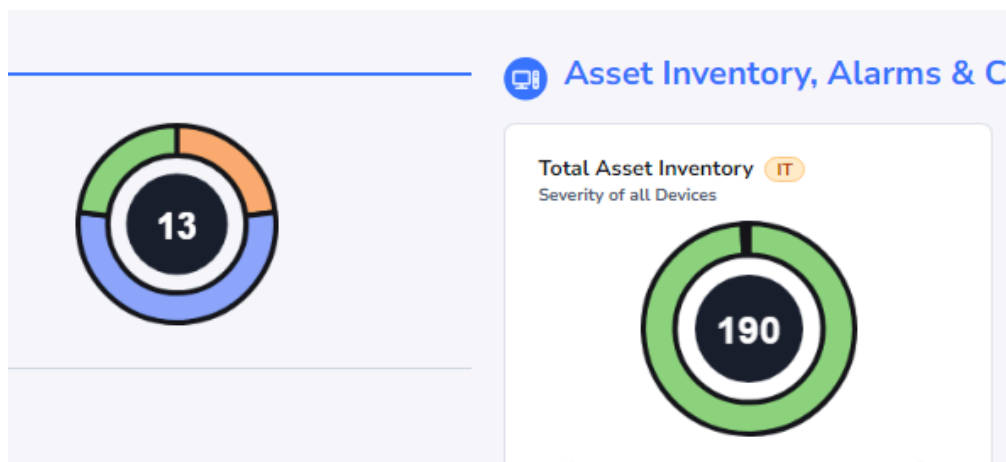 13
Asset Inventory, Alarms & C
Total Asset Inventory IT
Severity of all Devices
190